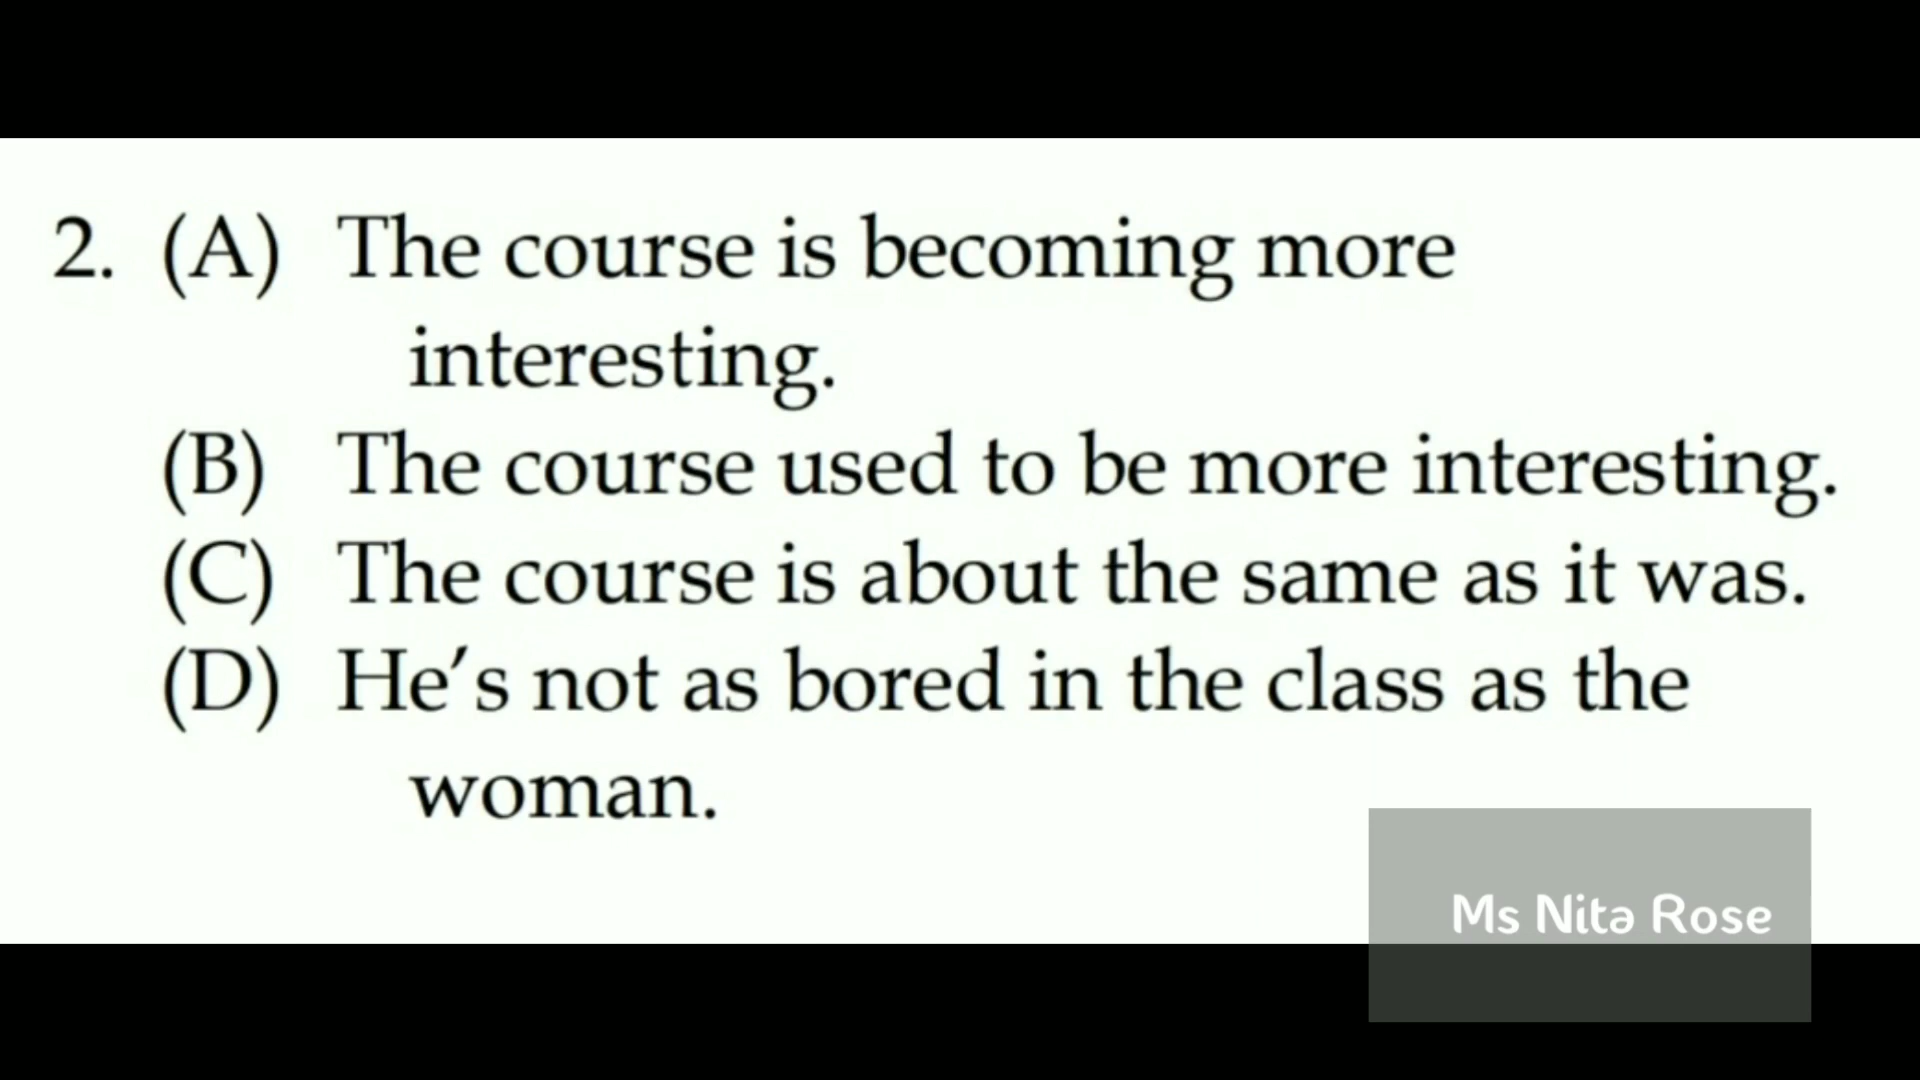 2. (A) The course is becoming more
interesting.
(B) The course used to be more interesting.
(C) The course is about the same as it was.
(D) He's not as bored in the class as the
woman.
Ms Nita Rose